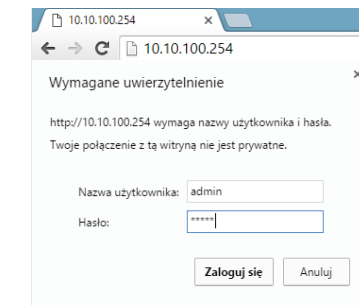 10.10.100.254
10.10.100.254
Wymagane uwierzytelnienie
http://10.10.100.254 wymaga nazwy użytkownika i hasła.
Twoje połączenie z tą witryną nie jest prywatne.
Nazwa użytkownika: admin
Hasło: *****
Zaloguj się Anuluj